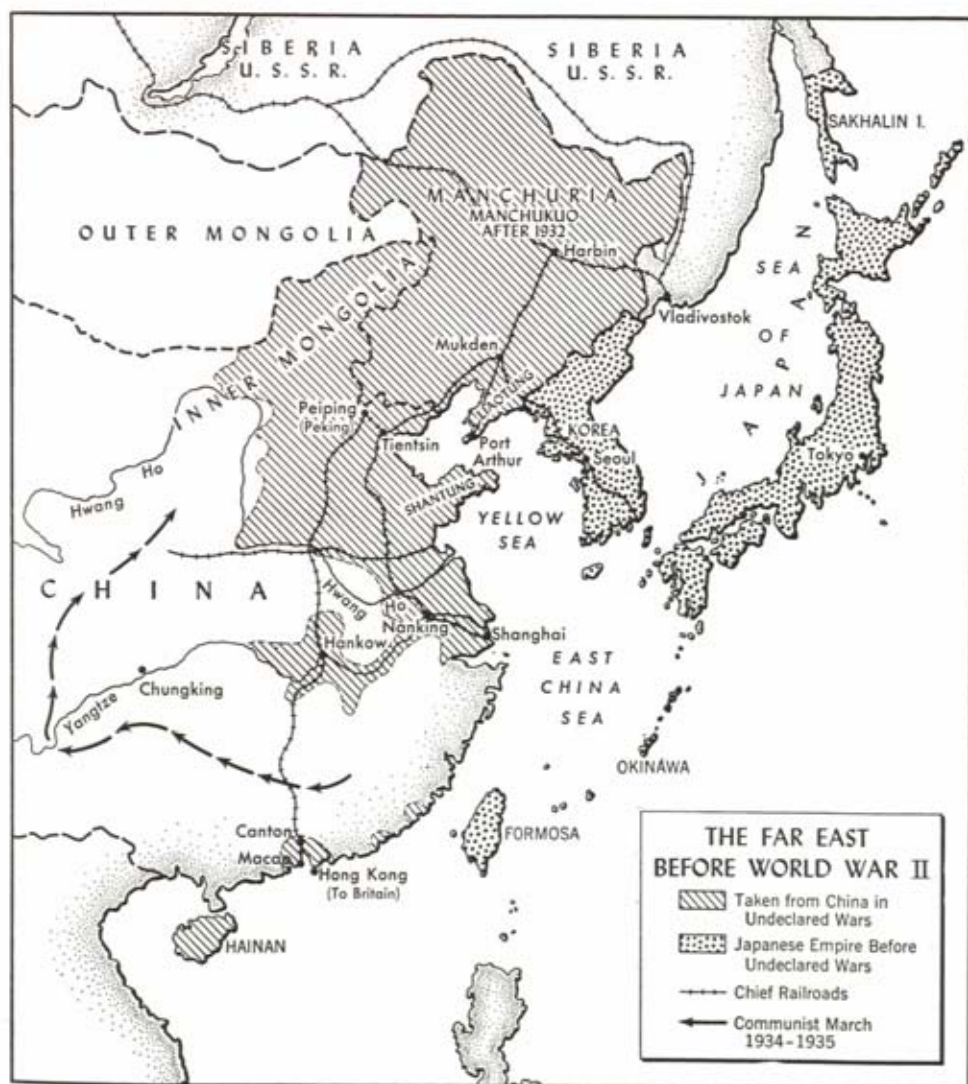 SIBERIA
U.S.S.R.
SIBERIA
U.S.S.R.
SAKHALIN I.
MANCHURIA
MANCHUKUO
AFTER 1932
OUTER MONGOLIA
Harbin
SEA
OF
JAPAN
Vladivostok
INNER MONGOLIA
Mukden
LIAOTUNG
Peiping
(Peking)
Tientsin
Port
Arthur
KOREA
Seoul
JAPAN
Tokyo
Hwang Ho
SHANTUNG
YELLOW
SEA
CHINA
Hwang Ho
Nanking
Shanghai
Hankow
EAST
CHINA
SEA
Chungking
Yangtze
OKINAWA
Canton
Macao
Hong Kong
(To Britain)
FORMOSA
HAINAN
THE FAR EAST
BEFORE WORLD WAR II
Taken from China in
Undeclared Wars
Japanese Empire Before
Undeclared Wars
Chief Railroads
Communist March
1934-1935